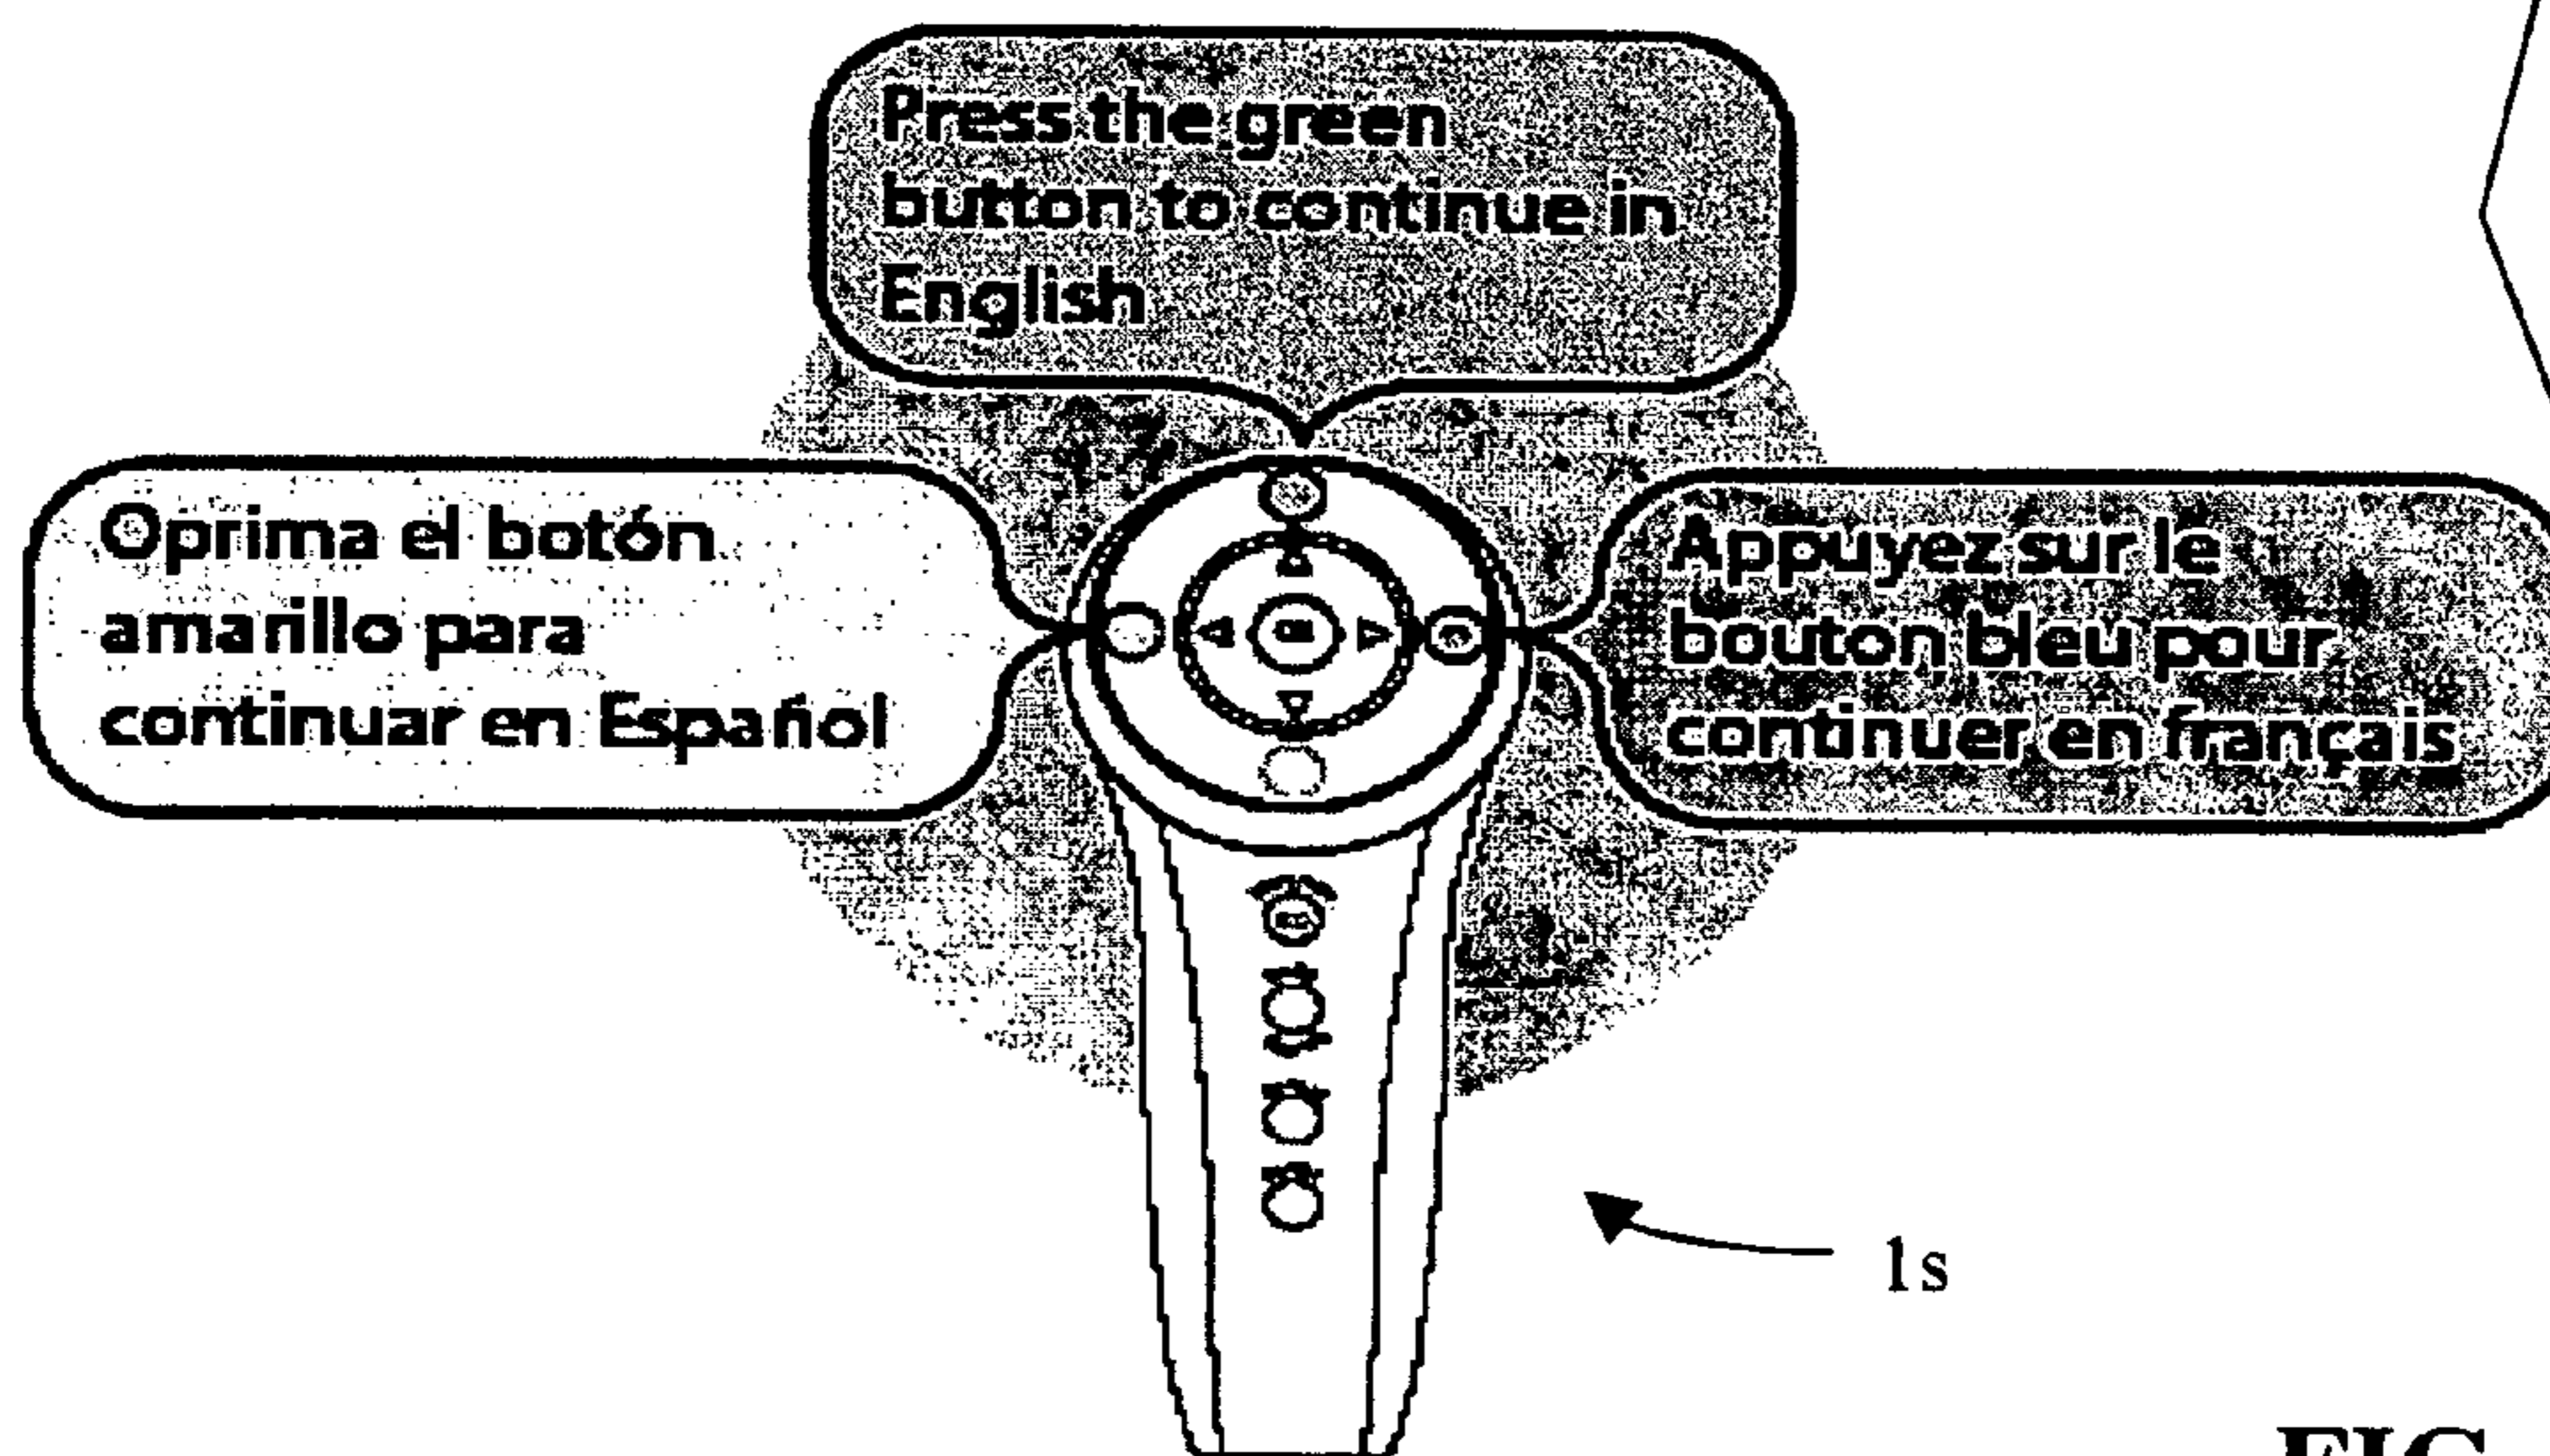 Press the green
button to continue in
English
Oprima el botón
amarillo para
continuar en Español
Appuyez sur le
bouton bleu pour
continuer en français
1s
FIG